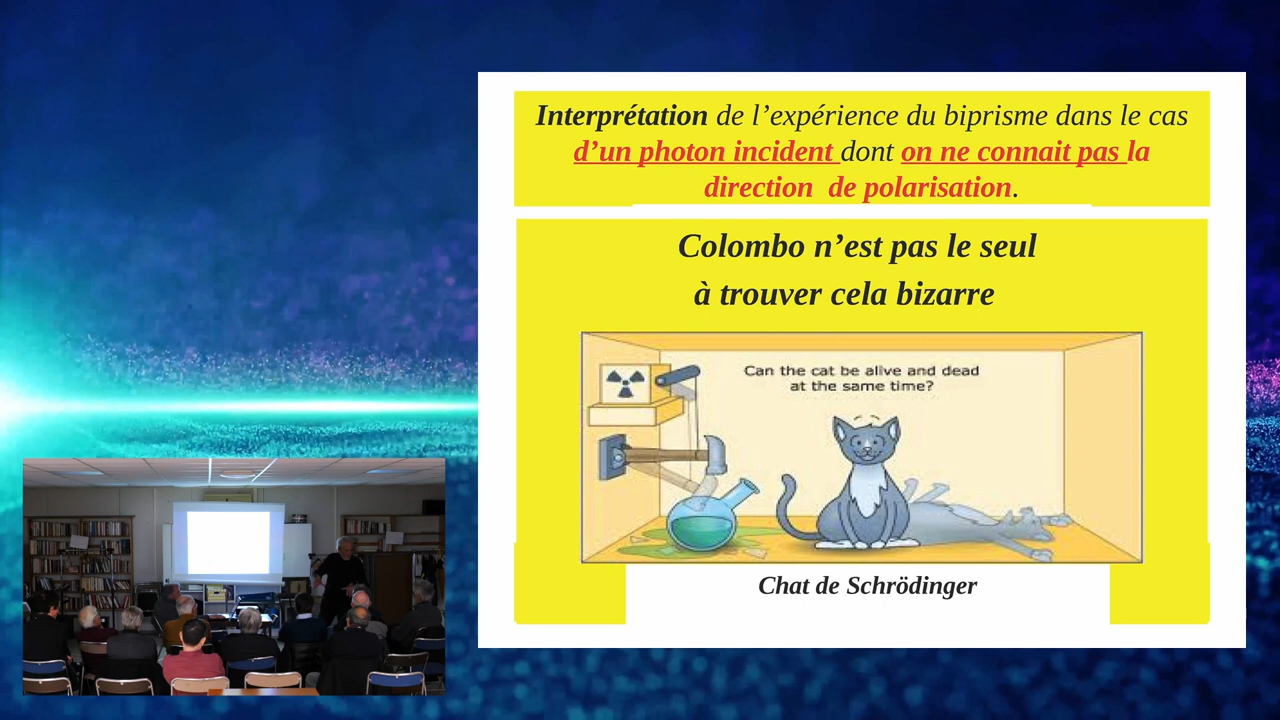 Interprétation de l’expérience du biprisme dans le cas
d’un photon incident dont on ne connait pas la
direction de polarisation.
Colombo n’est pas le seul
à trouver cela bizarre
Can the cat be alive and dead
at the same time?
Chat de Schrödinger